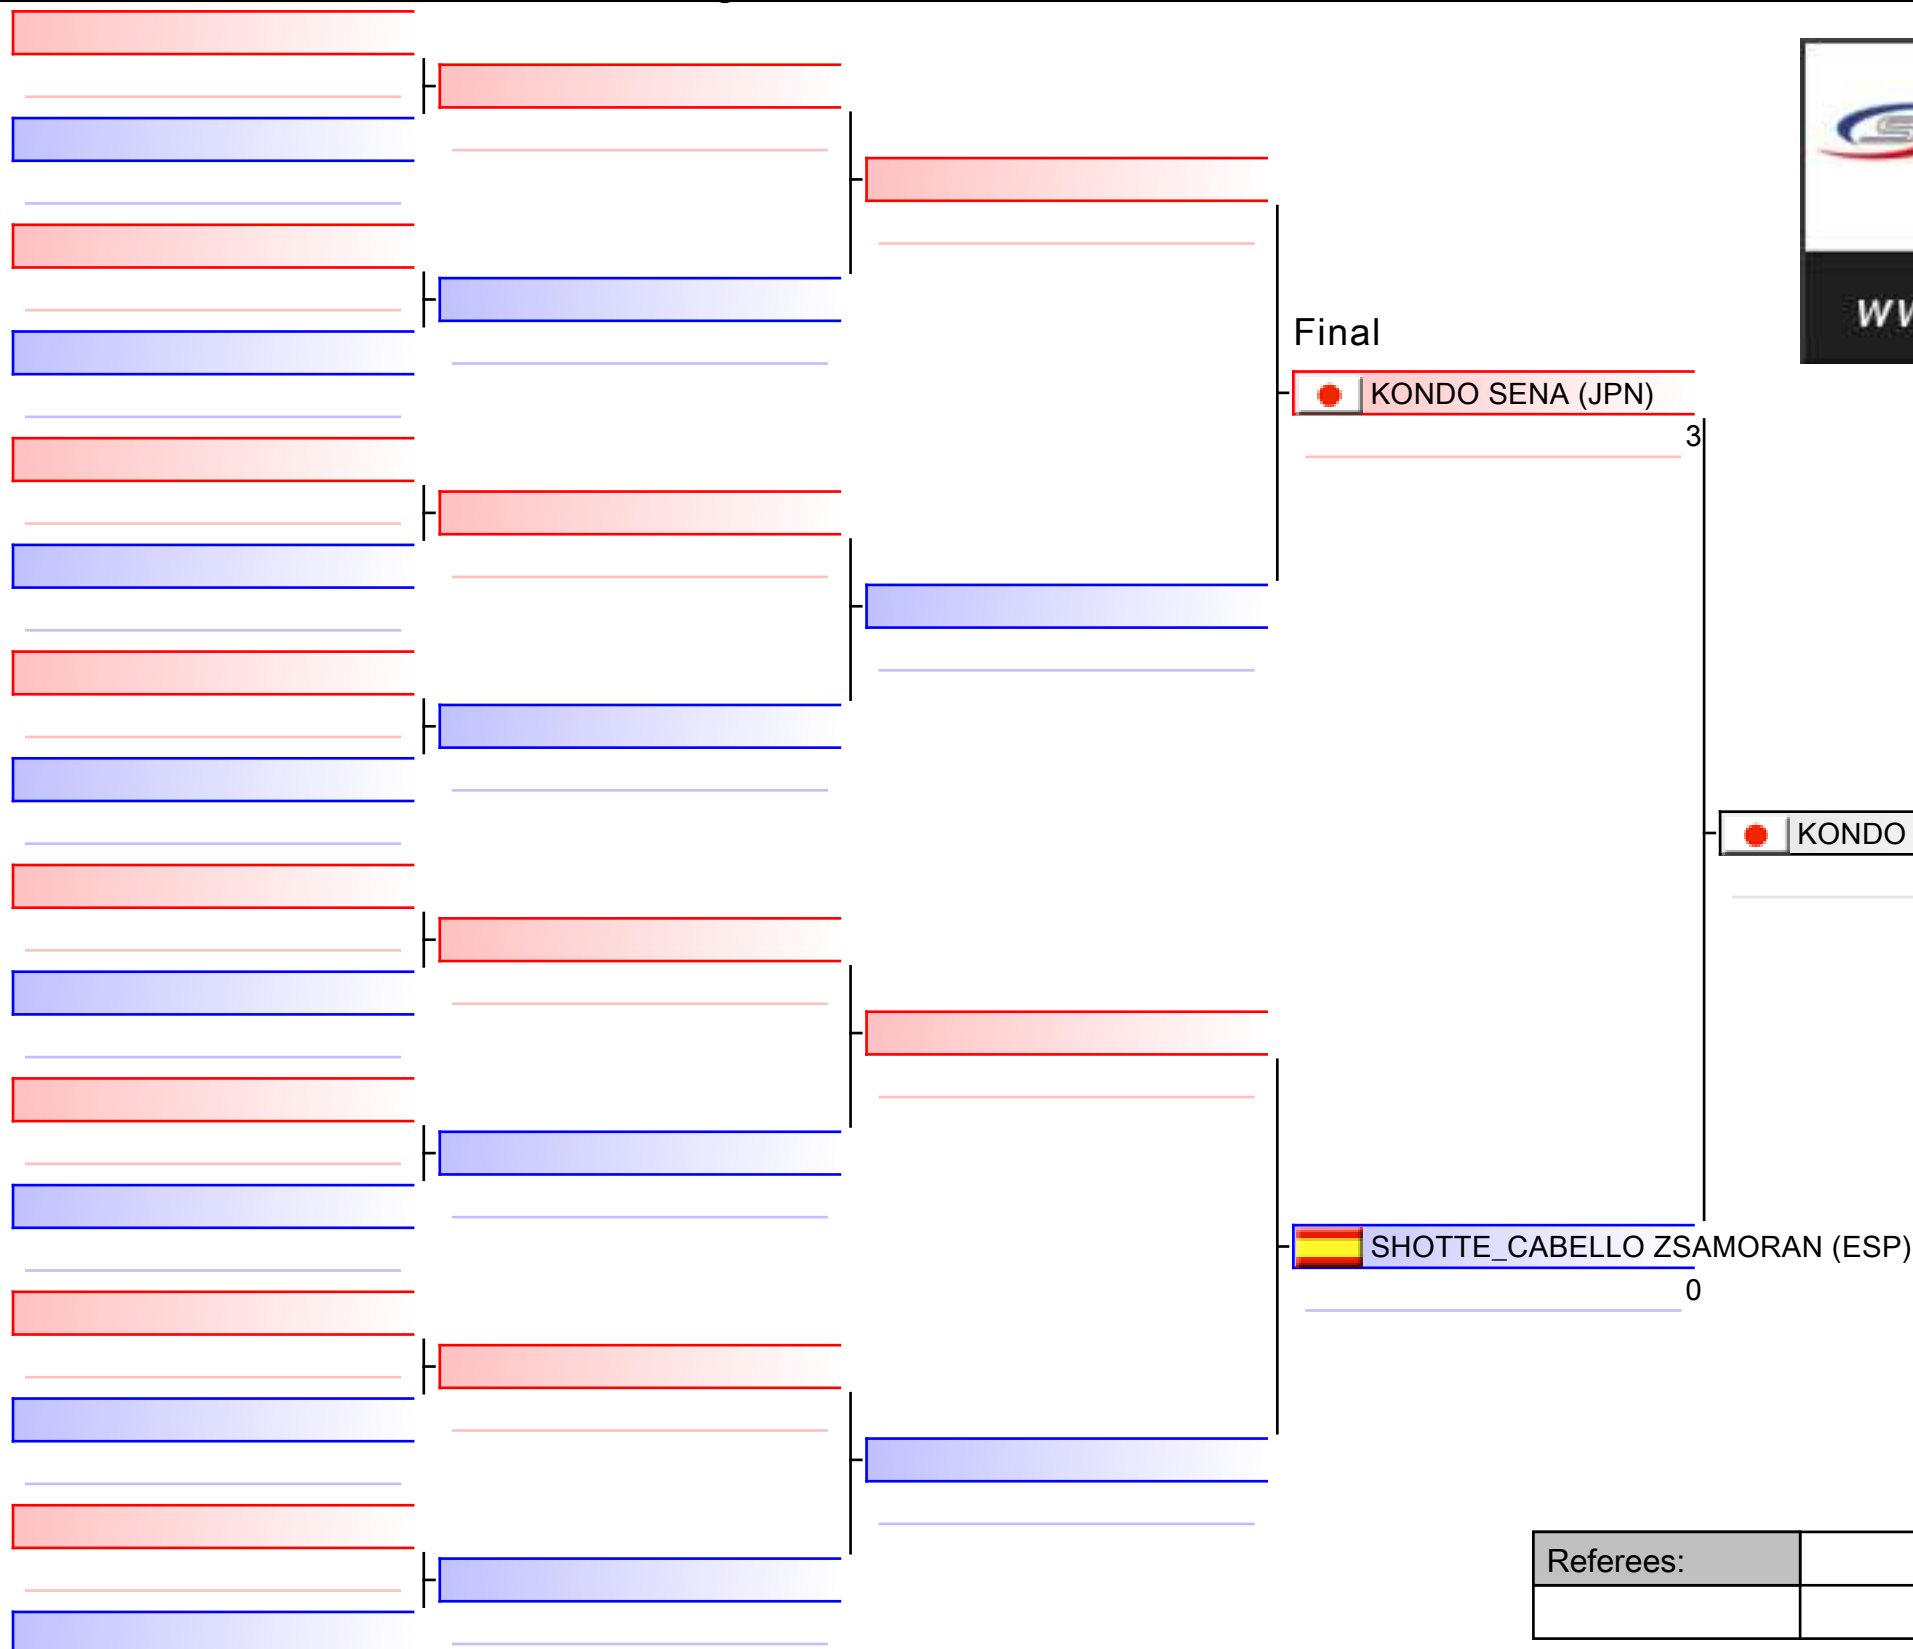 Final
KONDO SENA (JPN)
3
KONDO
SHOTTE_CABELLO ZSAMORAN (ESP)
0
Referees: